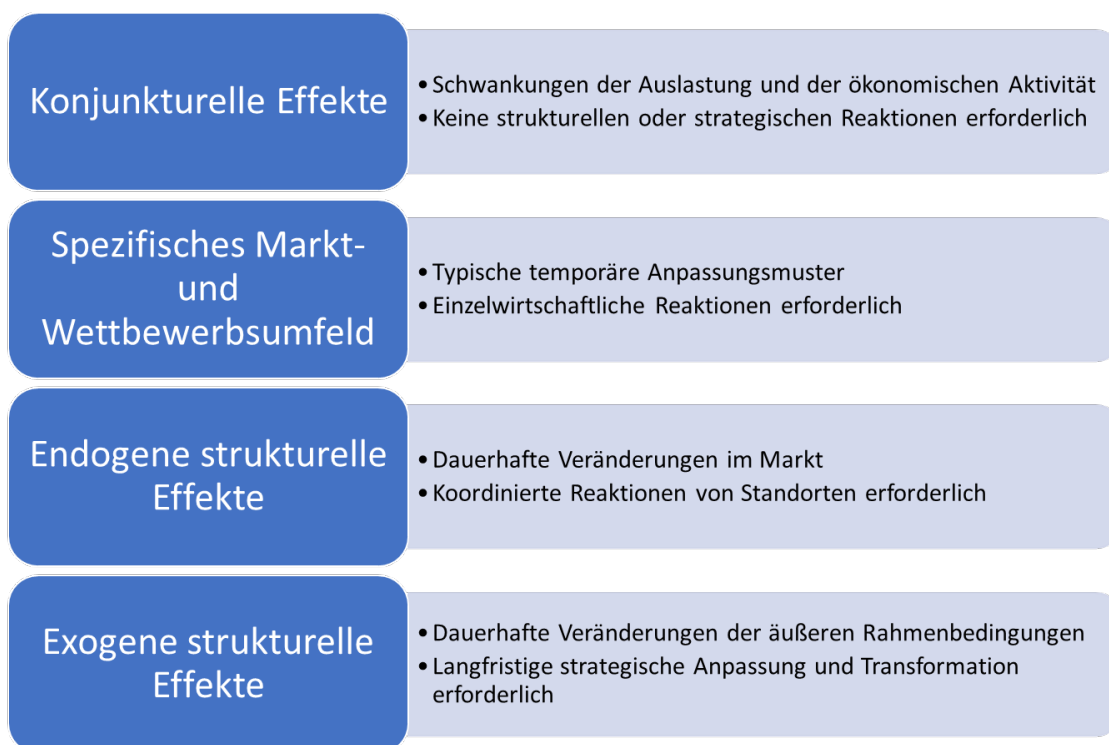 Konjunkturelle Effekte
• Schwankungen der Auslastung und der ökonomischen Aktivität
• Keine strukturellen oder strategischen Reaktionen erforderlich
Spezifisches Markt-
und
Wettbewerbsumfeld
• Typische temporäre Anpassungsmuster
• Einzelwirtschaftliche Reaktionen erforderlich
Endogene strukturelle
Effekte
• Dauerhafte Veränderungen im Markt
• Koordinierte Reaktionen von Standorten erforderlich
Exogene strukturelle
Effekte
• Dauerhafte Veränderungen der äußeren Rahmenbedingungen
• Langfristige strategische Anpassung und Transformation
erforderlich